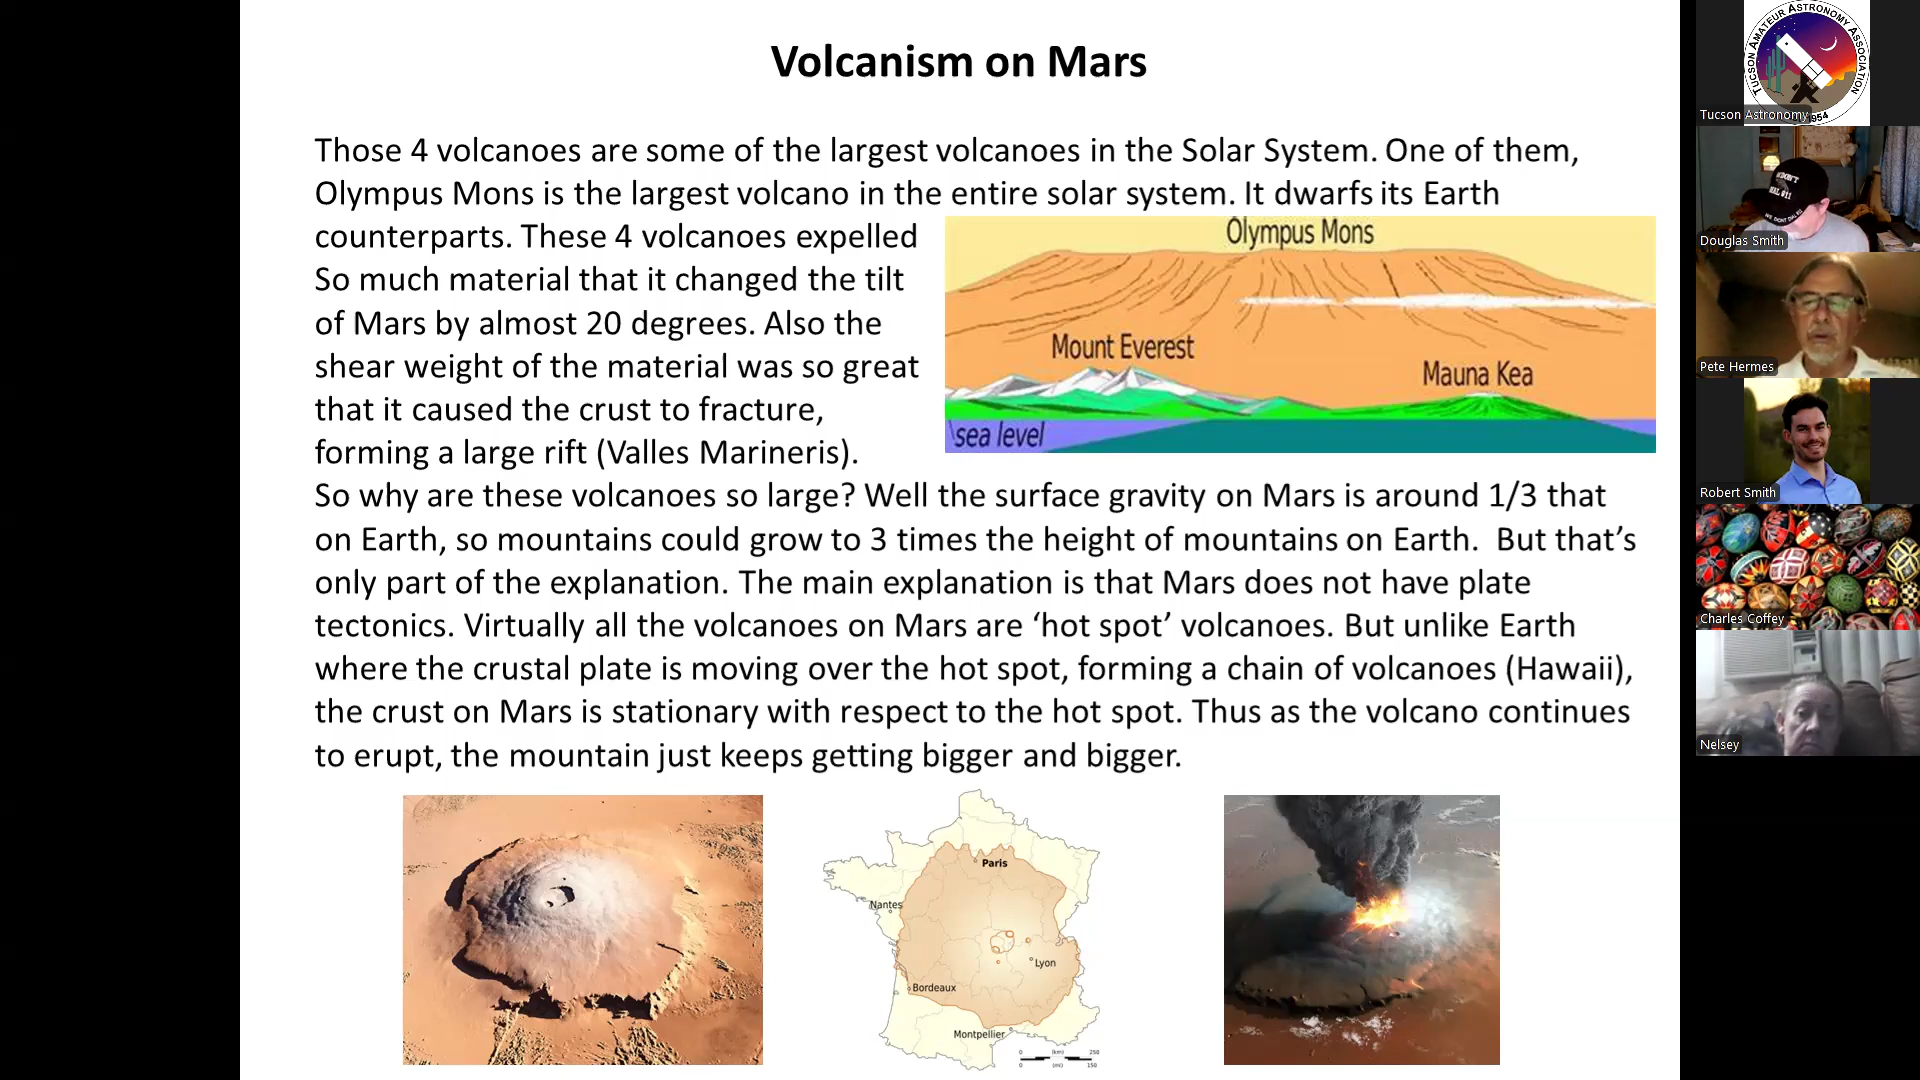 Volcanism on Mars
Those 4 volcanoes are some of the largest volcanoes in the Solar System. One of them,
Olympus Mons is the largest volcano in the entire solar system. It dwarfs its Earth
counterparts. These 4 volcanoes expelled
So much material that it changed the tilt
of Mars by almost 20 degrees. Also the
shear weight of the material was so great
that it caused the crust to fracture,
forming a large rift (Valles Marineris).
Olympus Mons
Mount Everest
Mauna Kea
sea level
So why are these volcanoes so large? Well the surface gravity on Mars is around 1/3 that
on Earth, so mountains could grow to 3 times the height of mountains on Earth. But that’s
only part of the explanation. The main explanation is that Mars does not have plate
tectonics. Virtually all the volcanoes on Mars are ‘hot spot’ volcanoes. But unlike Earth
where the crustal plate is moving over the hot spot, forming a chain of volcanoes (Hawaii),
the crust on Mars is stationary with respect to the hot spot. Thus as the volcano continues
to erupt, the mountain just keeps getting bigger and bigger.
Paris
Nantes
Lyon
Bordeaux
Montpellier
0 (km) 250
0 (mi) 150
TUCSON AMATEUR ASTRONOMY ASSOCIATION
Tucson Astronomy
Douglas Smith
Pete Hermes
Robert Smith
Charles Coffey
Nelsey